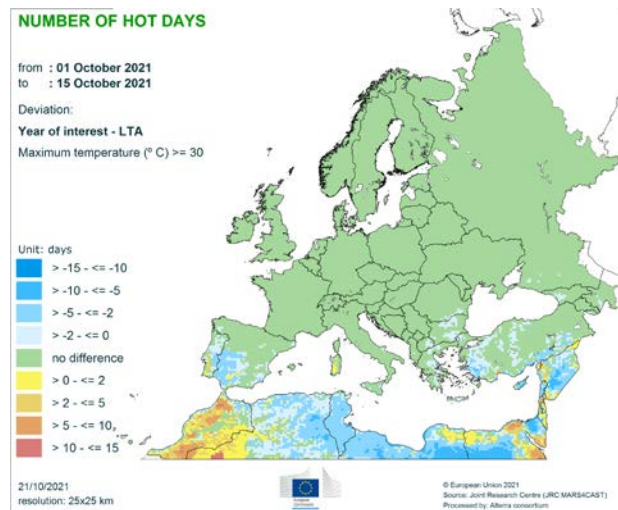 NUMBER OF HOT DAYS
from : 01 October 2021
to : 15 October 2021
Deviation:
Year of interest - LTA
Maximum temperature (º C) >= 30
Unit: days
> -15 - <= -10
> -10 - <= -5
> -5 - <= -2
> -2 - <= 0
no difference
> 0 - <= 2
> 2 - <= 5
> 5 - <= 10
> 10 - <= 15
21/10/2021
resolution: 25x25 km
© European Union 2021
Source: Joint Research Centre (JRC MARS4CAST)
Processed by: Alterra consortium